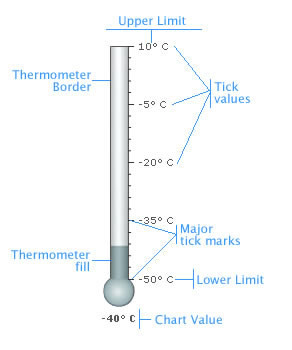 Upper Limit
10° C
Thermometer
Border
Tick
values
-5° C
-20° C
-35° C
Major
tick marks
Thermometer
fill
-50° C
Lower Limit
-40° C
Chart Value